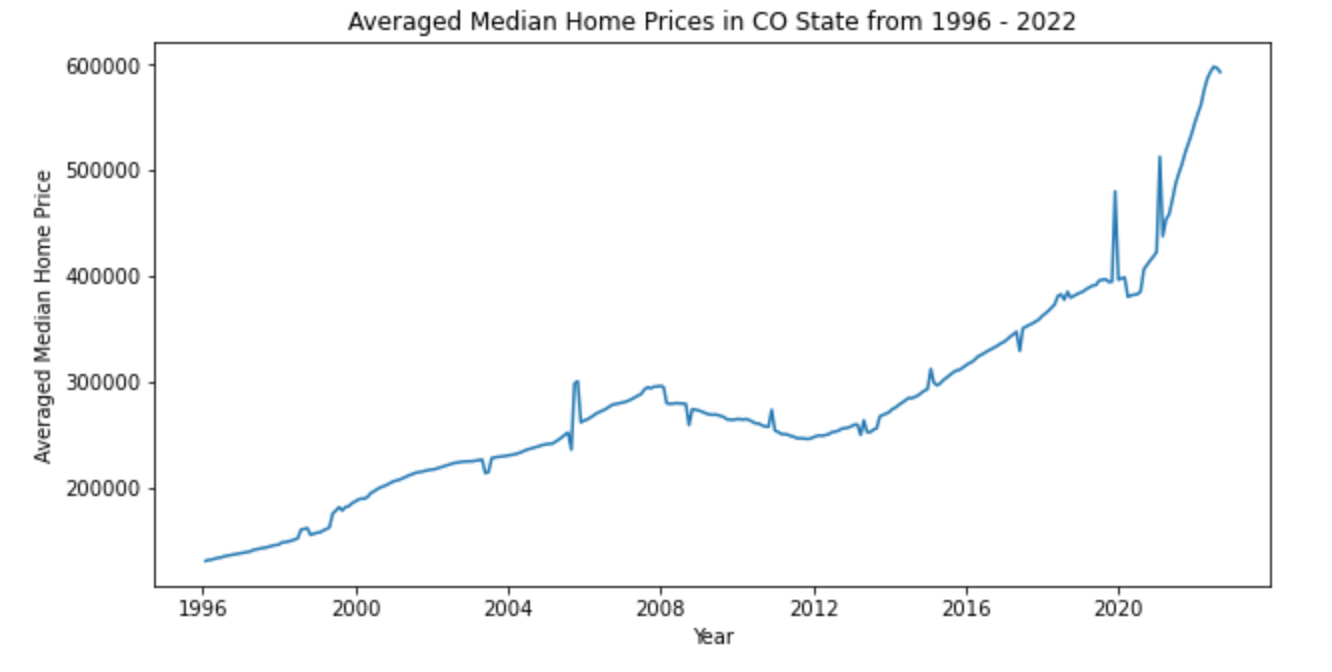 Averaged Median Home Prices in CO State from 1996 - 2022
Averaged Median Home Price
600000
500000
400000
300000
200000
1996 2000 2004 2008 2012 2016 2020
Year